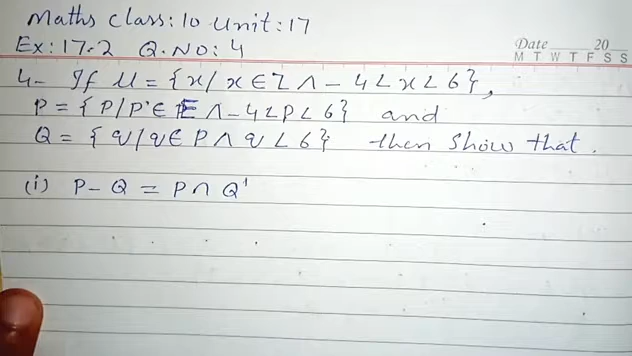 Maths Class: 10 Unit: 17
Ex: 17.2 Q.No: 4
Date 20
M T W T F S S
4- If U = {x/x ∈ Z ∧ -4 < x < 6},
P = {P/P ∈ E ∧ -4 < P < 6} and
Q = {q/q ∈ P ∧ q < 6} then show that.
(i) P - Q = P ∩ Q'